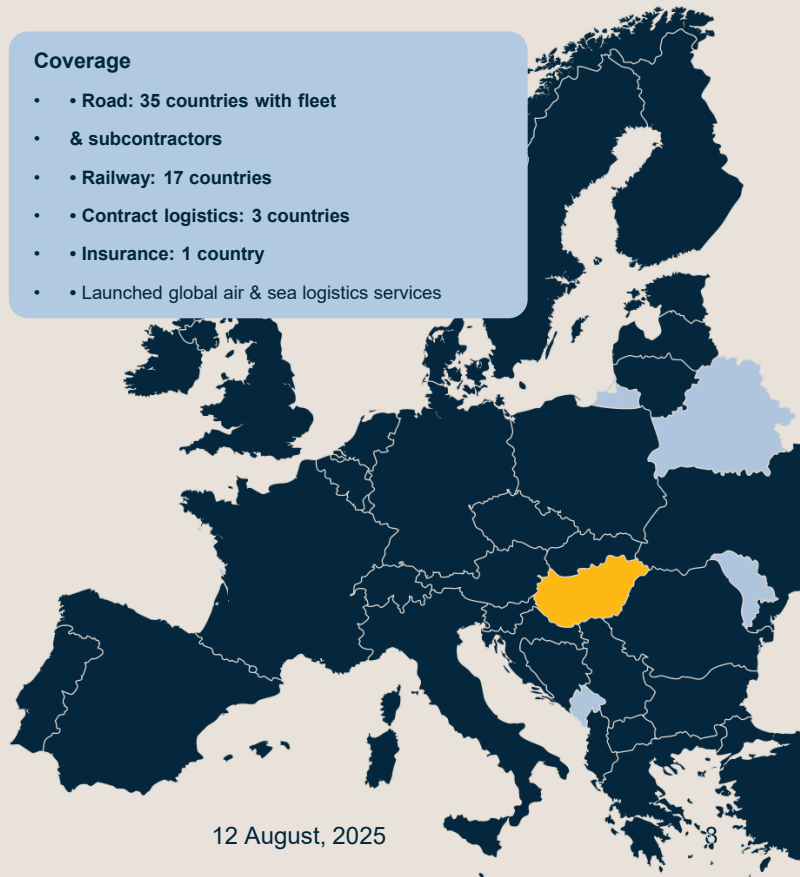 Coverage
• • Road: 35 countries with fleet
• & subcontractors
• • Railway: 17 countries
• • Contract logistics: 3 countries
• • Insurance: 1 country
• • Launched global air & sea logistics services
12 August, 2025
3